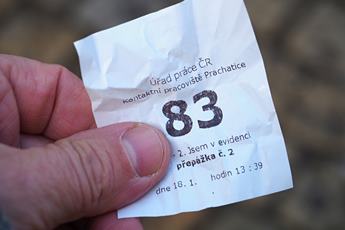 Úřad práce ČR
Kontaktní pracoviště Prachatice
83
- 2. Jsem v evidenci
přepážka č. 2
dne 18.1. hodin 13:39